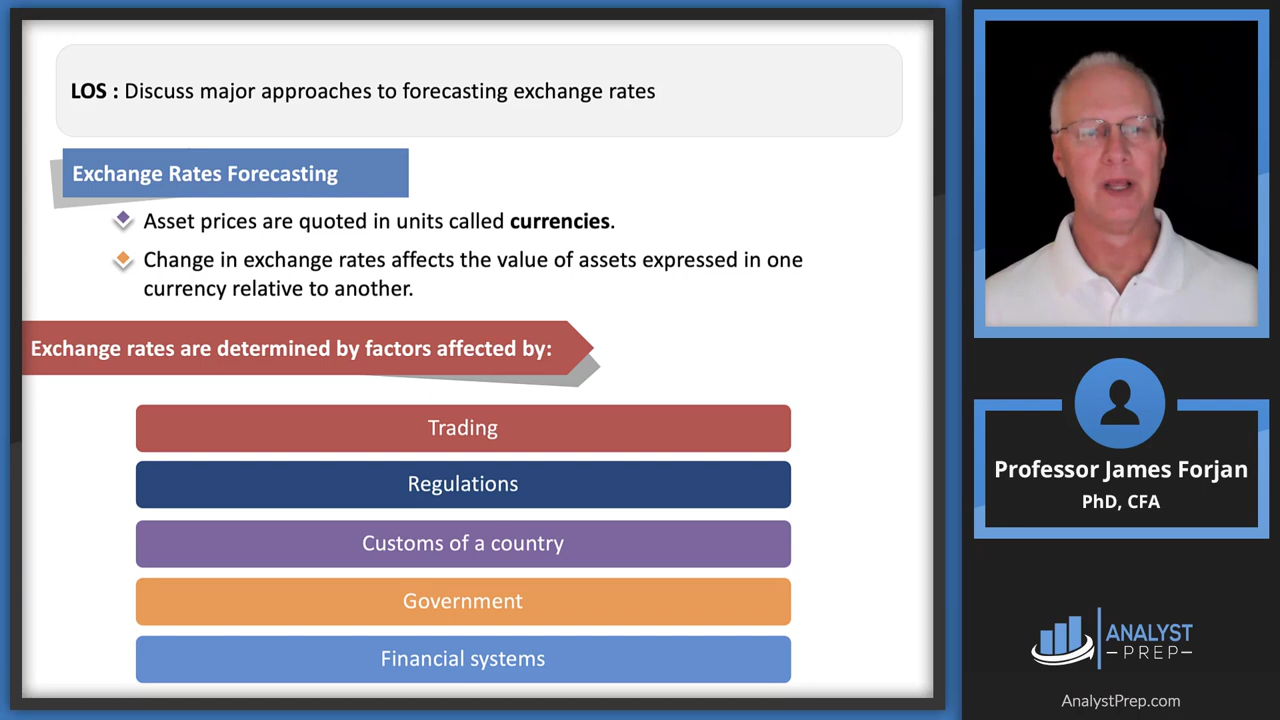 LOS : Discuss major approaches to forecasting exchange rates
Exchange Rates Forecasting
Asset prices are quoted in units called currencies.
Change in exchange rates affects the value of assets expressed in one
currency relative to another.
Exchange rates are determined by factors affected by:
Trading
Regulations
Customs of a country
Government
Financial systems
Professor James Forjan
PhD, CFA
ANALYST
PREP
AnalystPrep.com